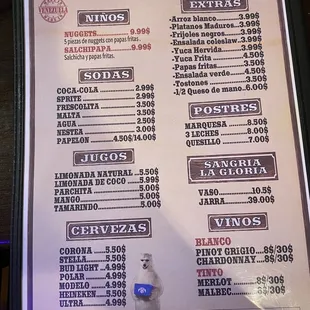 VENEZUELA
NIÑOS
NUGGETS 9.99$
5 piezas de nuggets con papas fritas.
SALCHIPAPA 9.99$
Salchicha y papas fritas.
SODAS
COCA-COLA 2.99$
SPRITE 2.99$
FRESCOLITA 3.50$
MALTA 3.50$
AGUA 2.50$
NESTEA 3.00$
PAPELON 4.50$/14.00$
JUGOS
LIMONADA NATURAL 5.50$
LIMONADA DE COCO 5.99$
PARCHITA 5.00$
MANGO 5.00$
TAMARINDO 5.00$
CERVEZAS
CORONA 5.50$
STELLA 5.50$
BUD LIGHT 4.99$
POLAR 4.99$
MODELO 4.99$
HEINEKEN 5.50$
ULTRA 4.99$
EXTRAS
-Arroz blanco 3.99$
-Platanos Maduros 3.99$
-Frijoles negros 3.99$
-Ensalada coleslaw 3.99$
-Yuca Hervida 3.99$
-Yuca Frita 4.50$
-Papas fritas 3.50$
-Ensalada verde 4.50$
-Tostones 3.50$
-1/2 Queso de mano 6.00$
POSTRES
MARQUESA 8.50$
3 LECHES 8.00$
QUESILLO 7.00$
SANGRIA
LA GLORIA
VASO 10.5$
JARRA 39.00$
VINOS
BLANCO
PINOT GRIGIO 8$/30$
CHARDONNAY 8$/30$
TINTO
MERLOT 8$/30$
MALBEC 8$/30$